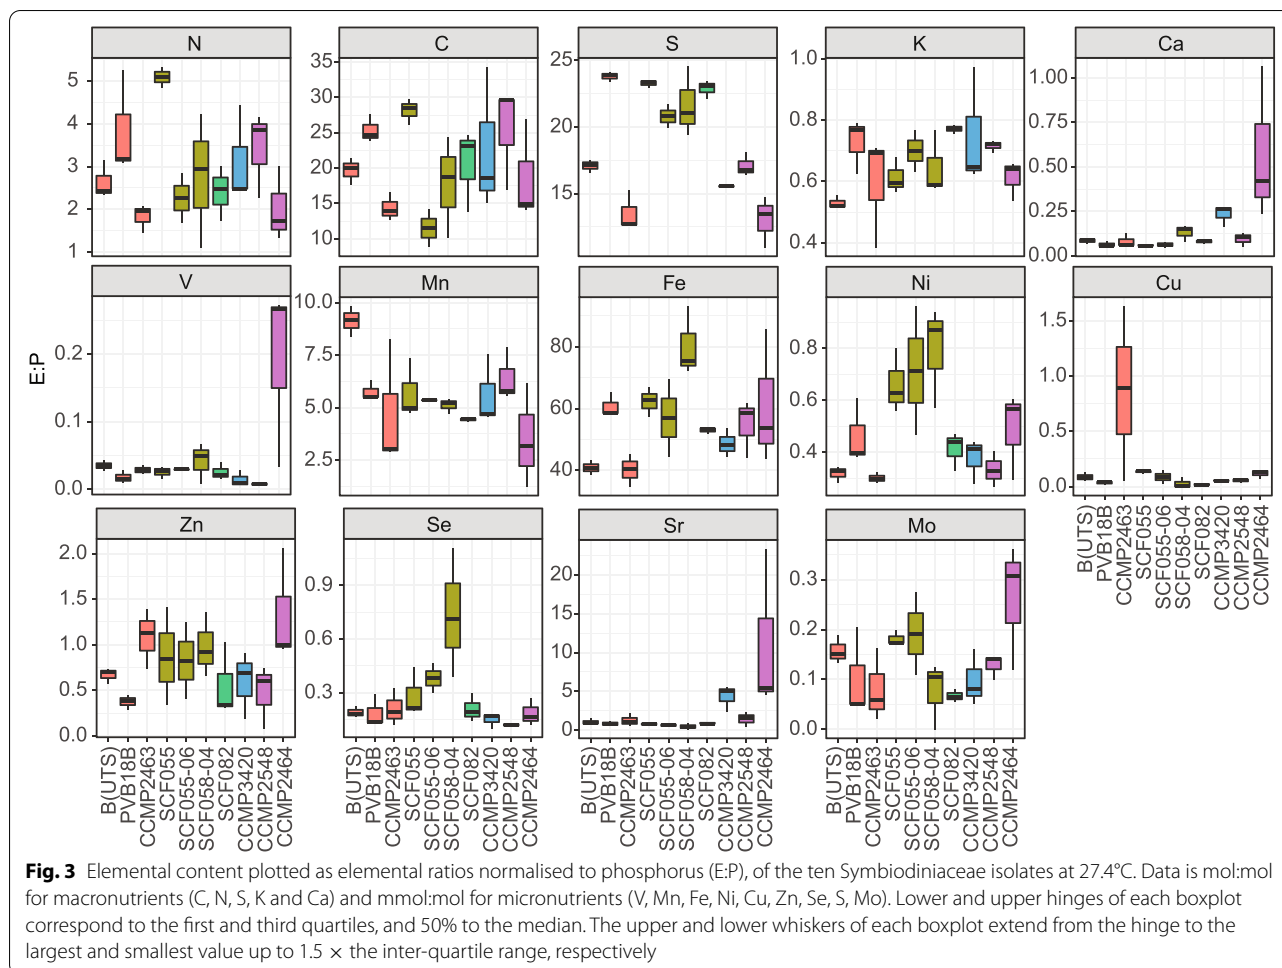 N C S K Ca
5 4 3 2 1
35 30 25 20 15 10
25 20 15
1.0 0.8 0.6 0.4
1.00 0.75 0.50 0.25 0.00
V Mn Fe Ni Cu
E:P
0.2 0.1 0.0
10.0 7.5 5.0 2.5
80 60 40
0.8 0.6 0.4
1.5 1.0 0.5 0.0
B(UTS) PVB18B CCMP2463 SCF055 SCF055-06 SCF058-04 SCF082 CCMP3420 CCMP2548 CCMP2464
Zn Se Sr Mo
2.0 1.5 1.0 0.5 0.0
0.9 0.6 0.3
20 15 10 5 0
0.3 0.2 0.1 0.0
B(UTS) PVB18B CCMP2463 SCF055 SCF055-06 SCF058-04 SCF082 CCMP3420 CCMP2548 CCMP2464
B(UTS) PVB18B CCMP2463 SCF055 SCF055-06 SCF058-04 SCF082 CCMP3420 CCMP2548 CCMP2464
B(UTS) PVB18B CCMP2463 SCF055 SCF055-06 SCF058-04 SCF082 CCMP3420 CCMP2548 CCMP2464
B(UTS) PVB18B CCMP2463 SCF055 SCF055-06 SCF058-04 SCF082 CCMP3420 CCMP2548 CCMP2464
Fig. 3 Elemental content plotted as elemental ratios normalised to phosphorus (E:P), of the ten Symbiodiniaceae isolates at 27.4°C. Data is mol:mol
for macronutrients (C, N, S, K and Ca) and mmol:mol for micronutrients (V, Mn, Fe, Ni, Cu, Zn, Se, S, Mo). Lower and upper hinges of each boxplot
correspond to the first and third quartiles, and 50% to the median. The upper and lower whiskers of each boxplot extend from the hinge to the
largest and smallest value up to 1.5 × the inter-quartile range, respectively